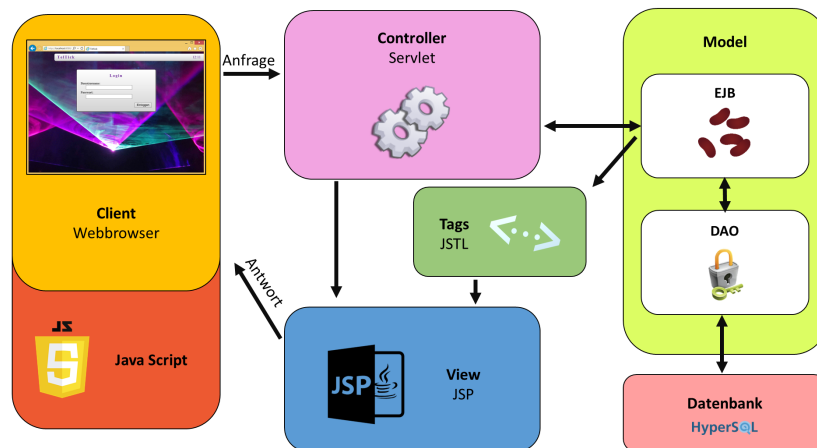 Login
Anfrage
Controller
Servlet
Model
EJB
Client
Webbrowser
Tags
JSTL
DAO
Antwort
JS
Java Script
JSP
View
JSP
Datenbank
HyperSQL